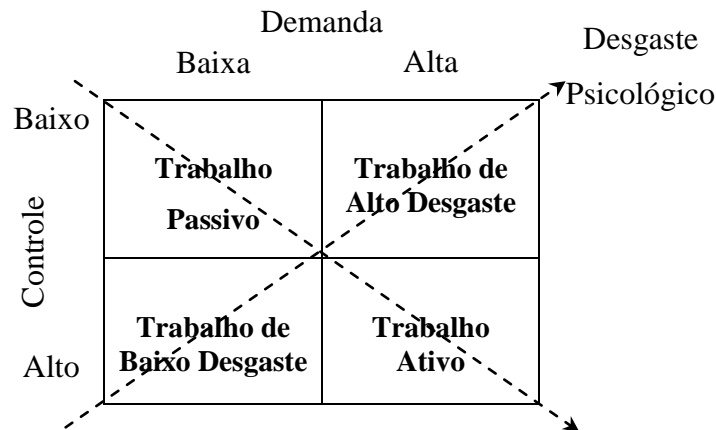 Demanda
Desgaste
Psicológico
Baixa Alta
Baixo
Trabalho
Passivo
Trabalho de
Alto Desgaste
Controle
Trabalho de
Baixo Desgaste
Trabalho
Ativo
Alto